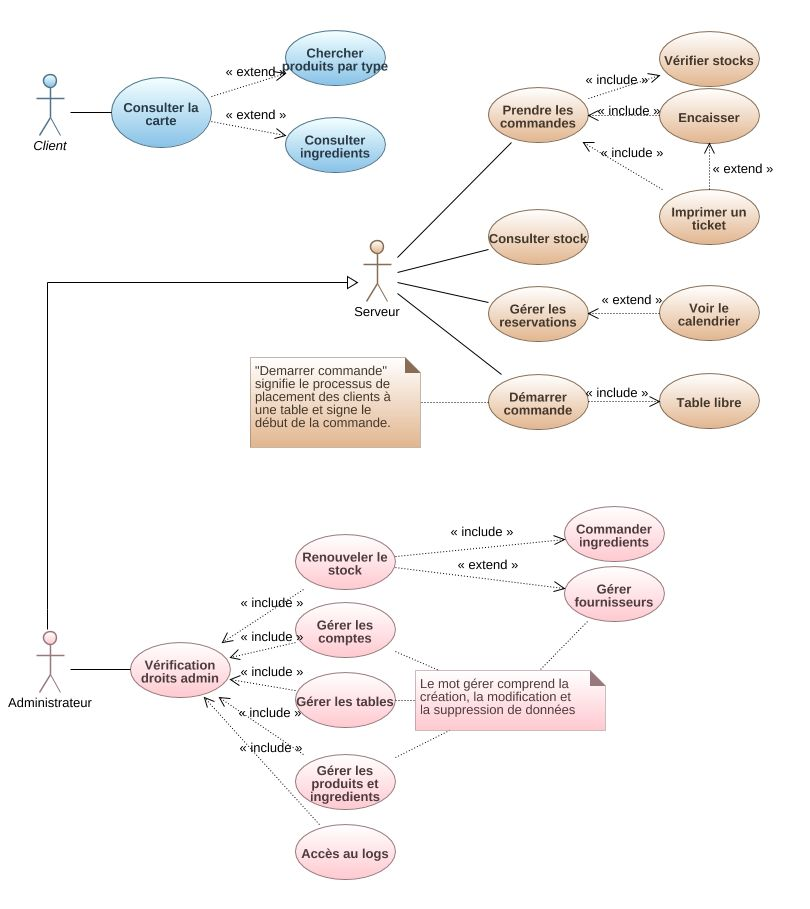 Chercher
produits par type
« extend »
Consulter la
carte
« extend »
Consulter
ingredients
Client
Vérifier stocks
« include »
Prendre les
commandes
« include »
Encaisser
« include »
« extend »
Imprimer un
ticket
Consulter stock
Serveur
Gérer les
reservations
« extend »
Voir le
calendrier
"Demarrer commande"
signifie le processus de
placement des clients à
une table et signe le
début de la commande.
Démarrer
commande
« include »
Table libre
Renouveler le
stock
« include »
Commander
ingredients
« extend »
Gérer
fournisseurs
« include »
Gérer les
comptes
« include »
Administrateur
Vérification
droits admin
« include »
Gérer les tables
Le mot gérer comprend la
création, la modification et
la suppression de données
« include »
« include »
Gérer les
produits et
ingredients
Accès au logs